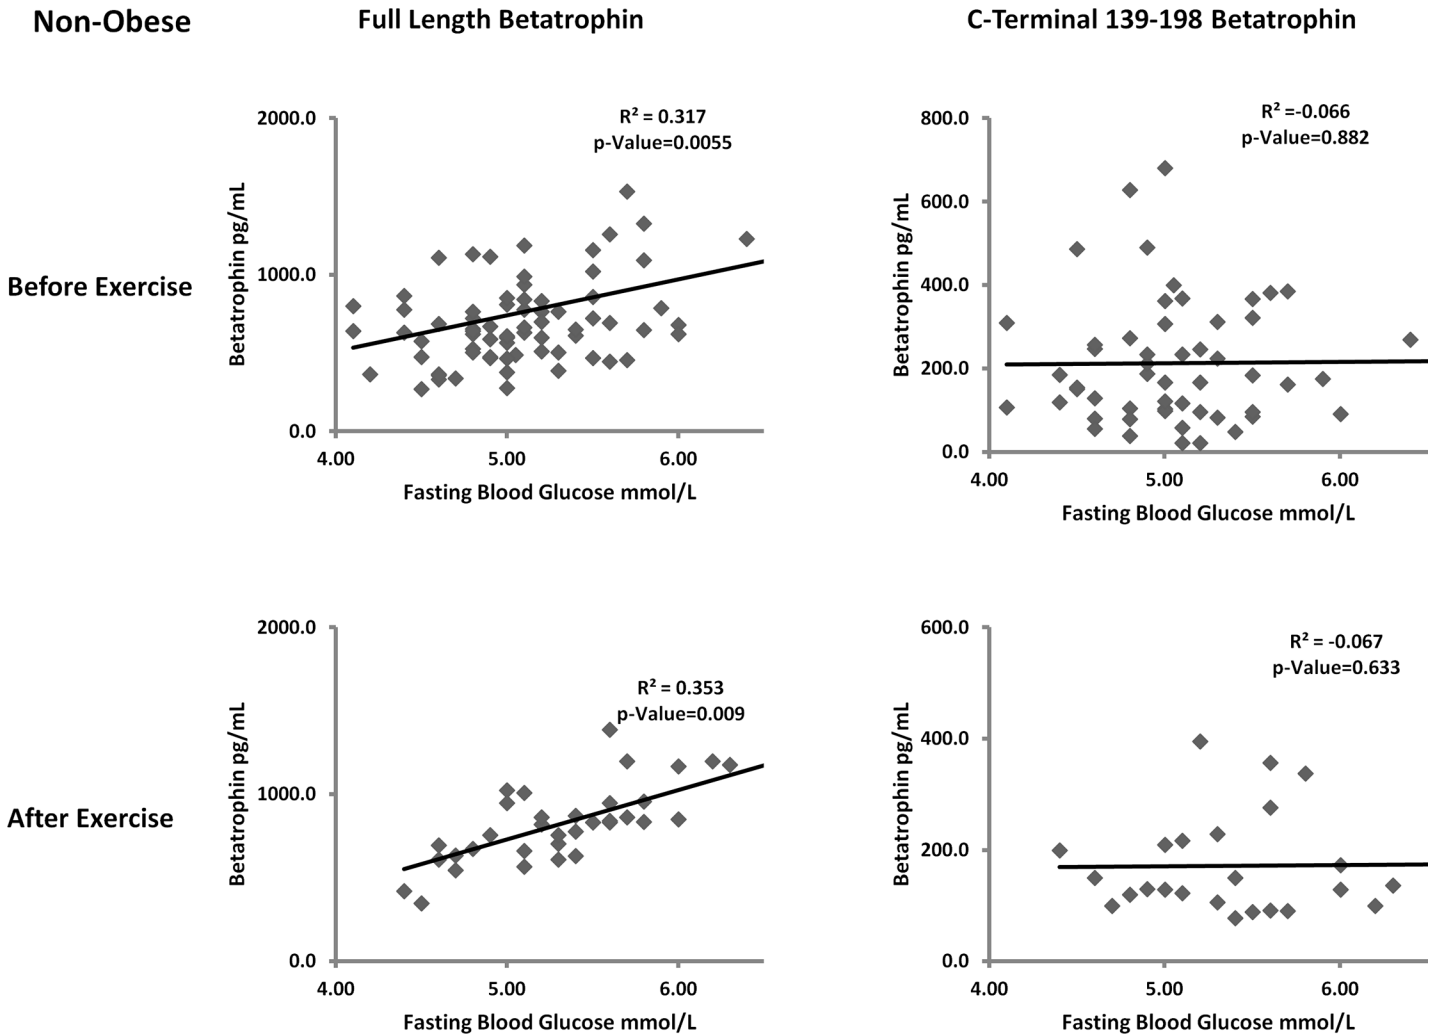 Non-Obese
Full Length Betatrophin
C-Terminal 139-198 Betatrophin
Before Exercise
Betatrophin pg/mL
2000.0
1000.0
0.0
R² = 0.317
p-Value=0.0055
4.00 5.00 6.00
Fasting Blood Glucose mmol/L
Betatrophin pg/mL
800.0
600.0
400.0
200.0
0.0
R² =-0.066
p-Value=0.882
4.00 5.00 6.00
Fasting Blood Glucose mmol/L
After Exercise
Betatrophin pg/mL
2000.0
1000.0
0.0
R² = 0.353
p-Value=0.009
4.00 5.00 6.00
Fasting Blood Glucose mmol/L
Betatrophin pg/mL
600.0
400.0
200.0
0.0
R² = -0.067
p-Value=0.633
4.00 5.00 6.00
Fasting Blood Glucose mmol/L